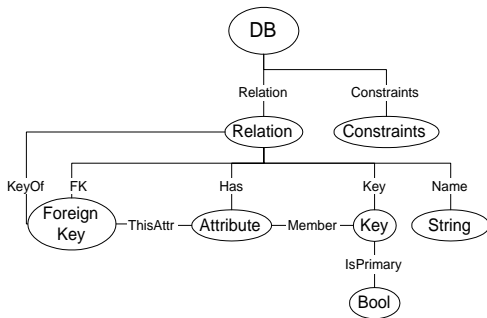 DB
Relation
Constraints
Relation
Constraints
KeyOf
FK
Has
Key
Name
Foreign
Key
ThisAttr
Attribute
Member
Key
String
IsPrimary
Bool